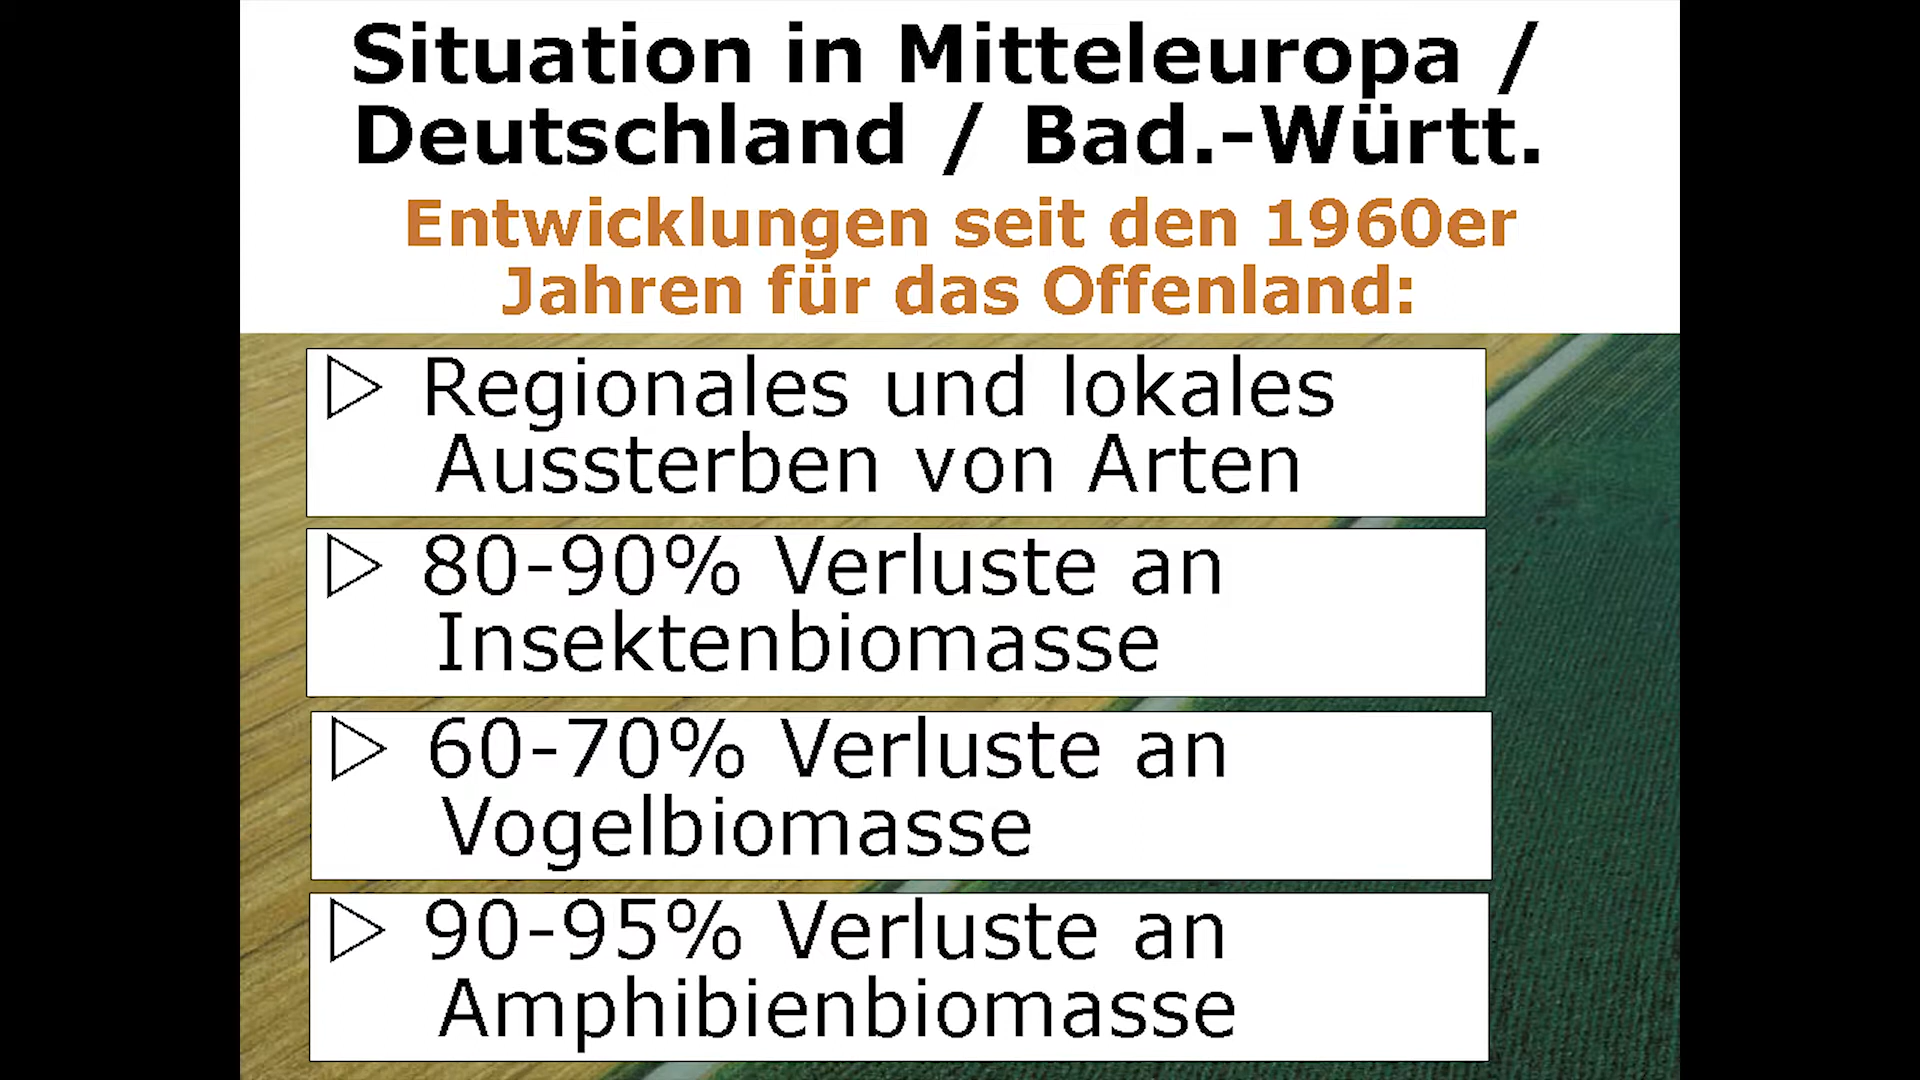 Situation in Mitteleuropa /
Deutschland / Bad.-Württ.
Entwicklungen seit den 1960er
Jahren für das Offenland:
▷ Regionales und lokales
Aussterben von Arten
▷ 80-90% Verluste an
Insektenbiomasse
▷ 60-70% Verluste an
Vogelbiomasse
▷ 90-95% Verluste an
Amphibienbiomasse